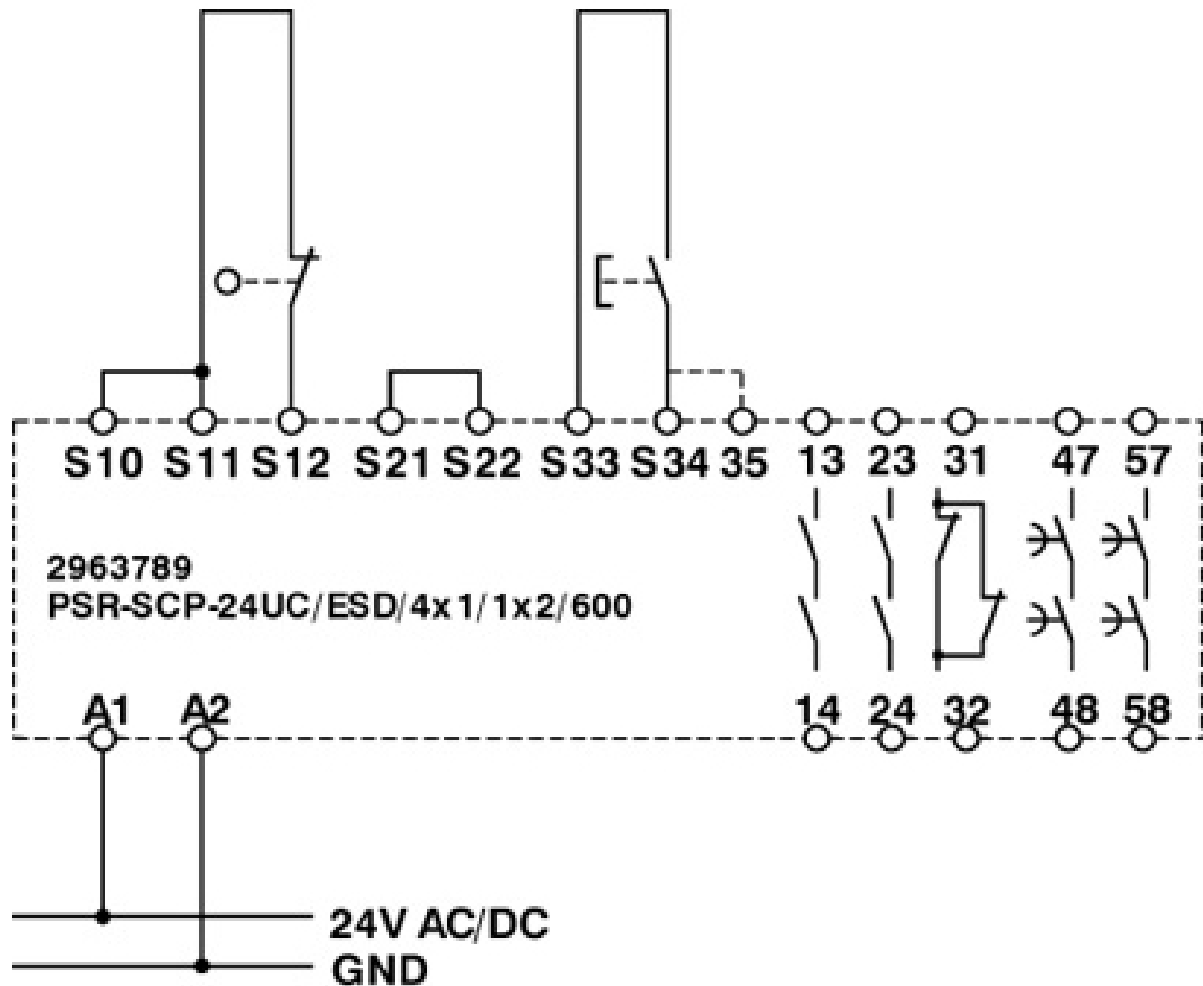 S10 S11 S12 S21 S22 S33 S34 35 13 23 31 47 57
2963789
PSR-SCP-24UC/ESD/4x1/1x2/600
A1 A2 14 24 32 48 58
24V AC/DC
GND